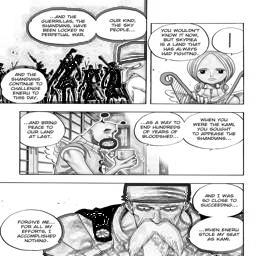 YOU WOULDN'T
KNOW IT NOW,
BUT SKYPEA
IS A LAND
THAT HAS
ALWAYS
HAD FIGHTING.
OUR KIND,
THE SKY
PEOPLE...
...AND THE
GUERRILLAS, THE
SHANDIANS, HAVE
BEEN LOCKED IN
PERPETUAL WAR.
AND THE
SHANDIANS
CONTINUE
TO
CHALLENGE
ENERU TO
THIS DAY.
WHEN YOU
WERE THE KAMI,
YOU SOUGHT
TO APPEASE
THE
SHANDIANS...
...AS A WAY TO
END HUNDREDS
OF YEARS OF
BLOODSHED...
...AND BRING
PEACE TO
OUR LAND
AT LAST.
AND I WAS
SO CLOSE TO
SUCCEEDING...
...WHEN ENERU
STOLE MY
SEAT AS
KAMI.
FORGIVE ME...
FOR ALL MY
EFFORTS, I
ACCOMPLISHED
NOTHING.